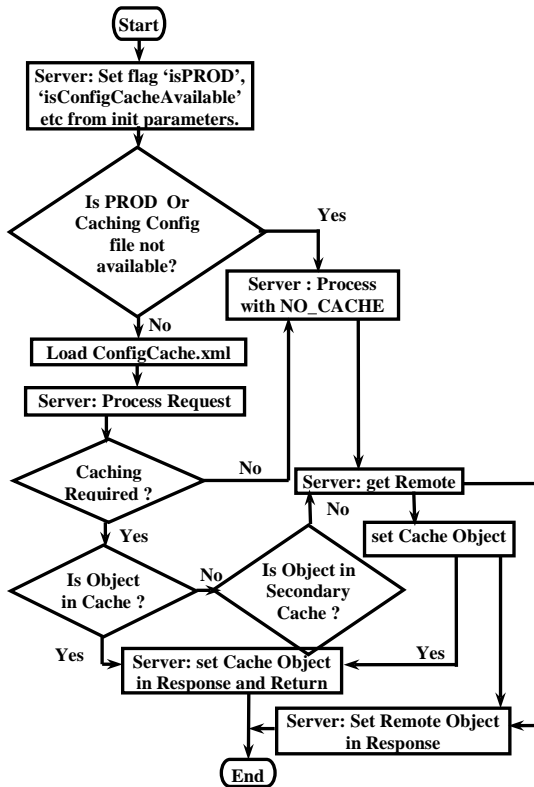 Start
Server: Set flag ‘isPROD’,
‘isConfigCacheAvailable’
etc from init parameters.
Is PROD Or
Caching Config
file not
available?
Yes
Server : Process
with NO_CACHE
No
Load ConfigCache.xml
Server: Process Request
Caching
Required ?
No
Server: get Remote
No
set Cache Object
Yes
Is Object
in Cache ?
No
Is Object in
Secondary
Cache ?
Yes
Yes
Server: set Cache Object
in Response and Return
Server: Set Remote Object
in Response
End